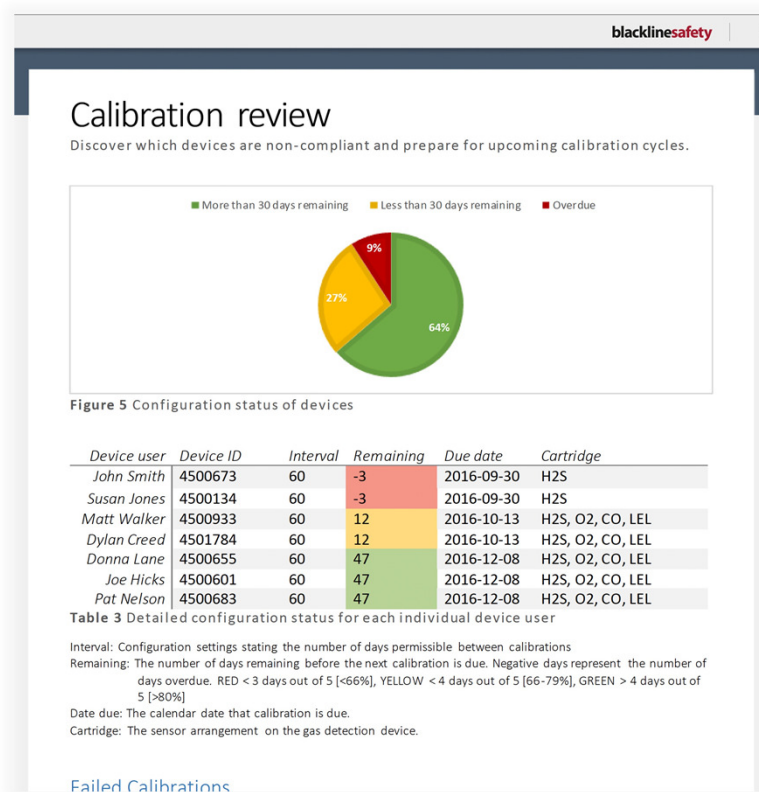 blacklinesafety
Calibration review
Discover which devices are non-compliant and prepare for upcoming calibration cycles.
More than 30 days remaining Less than 30 days remaining Overdue
9%
27%
64%
Figure 5 Configuration status of devices
Device user Device ID Interval Remaining Due date Cartridge
John Smith 4500673 60 -3 2016-09-30 H2S
Susan Jones 4500134 60 -3 2016-09-30 H2S
Matt Walker 4500933 60 12 2016-10-13 H2S, O2, CO, LEL
Dylan Creed 4501784 60 12 2016-10-13 H2S, O2, CO, LEL
Donna Lane 4500655 60 47 2016-12-08 H2S, O2, CO, LEL
Joe Hicks 4500601 60 47 2016-12-08 H2S, O2, CO, LEL
Pat Nelson 4500683 60 47 2016-12-08 H2S, O2, CO, LEL
Table 3 Detailed configuration status for each individual device user
Interval: Configuration settings stating the number of days permissible between calibrations
Remaining: The number of days remaining before the next calibration is due. Negative days represent the number of
days overdue. RED < 3 days out of 5 [<66%], YELLOW < 4 days out of 5 [66-79%], GREEN > 4 days out of
5 [>80%]
Date due: The calendar date that calibration is due.
Cartridge: The sensor arrangement on the gas detection device.
Failed Calibrations